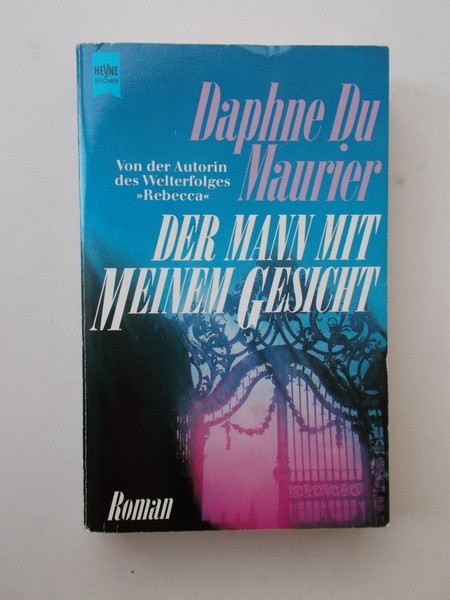 HEYNE
BÜCHER
Daphne Du
Maurier
Von der Autorin
des Welterfolges
»Rebecca«
DER MANN MIT
MEINEM GESICHT
Roman